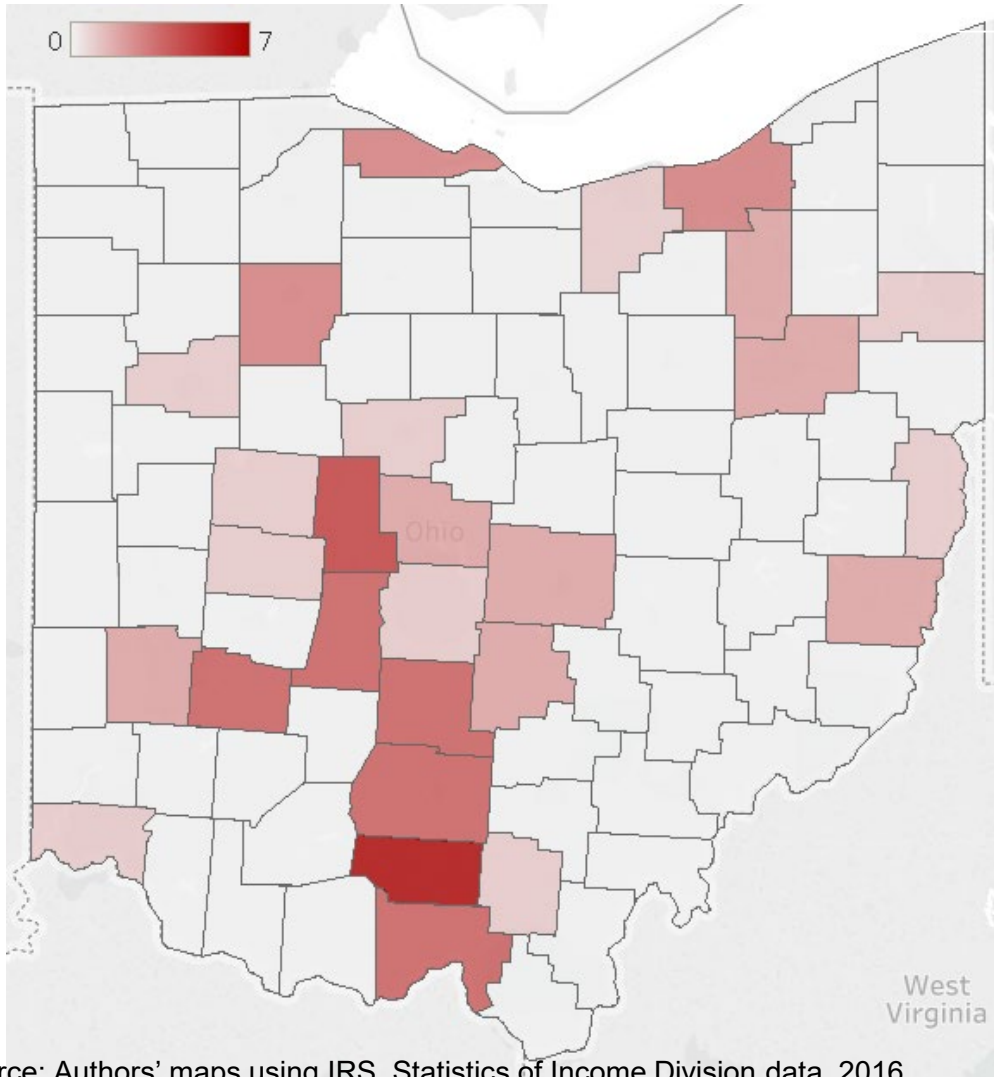 0 7
Ohio
West
Virginia
rce: Authors’ maps using IRS, Statistics of Income Division data, 2016